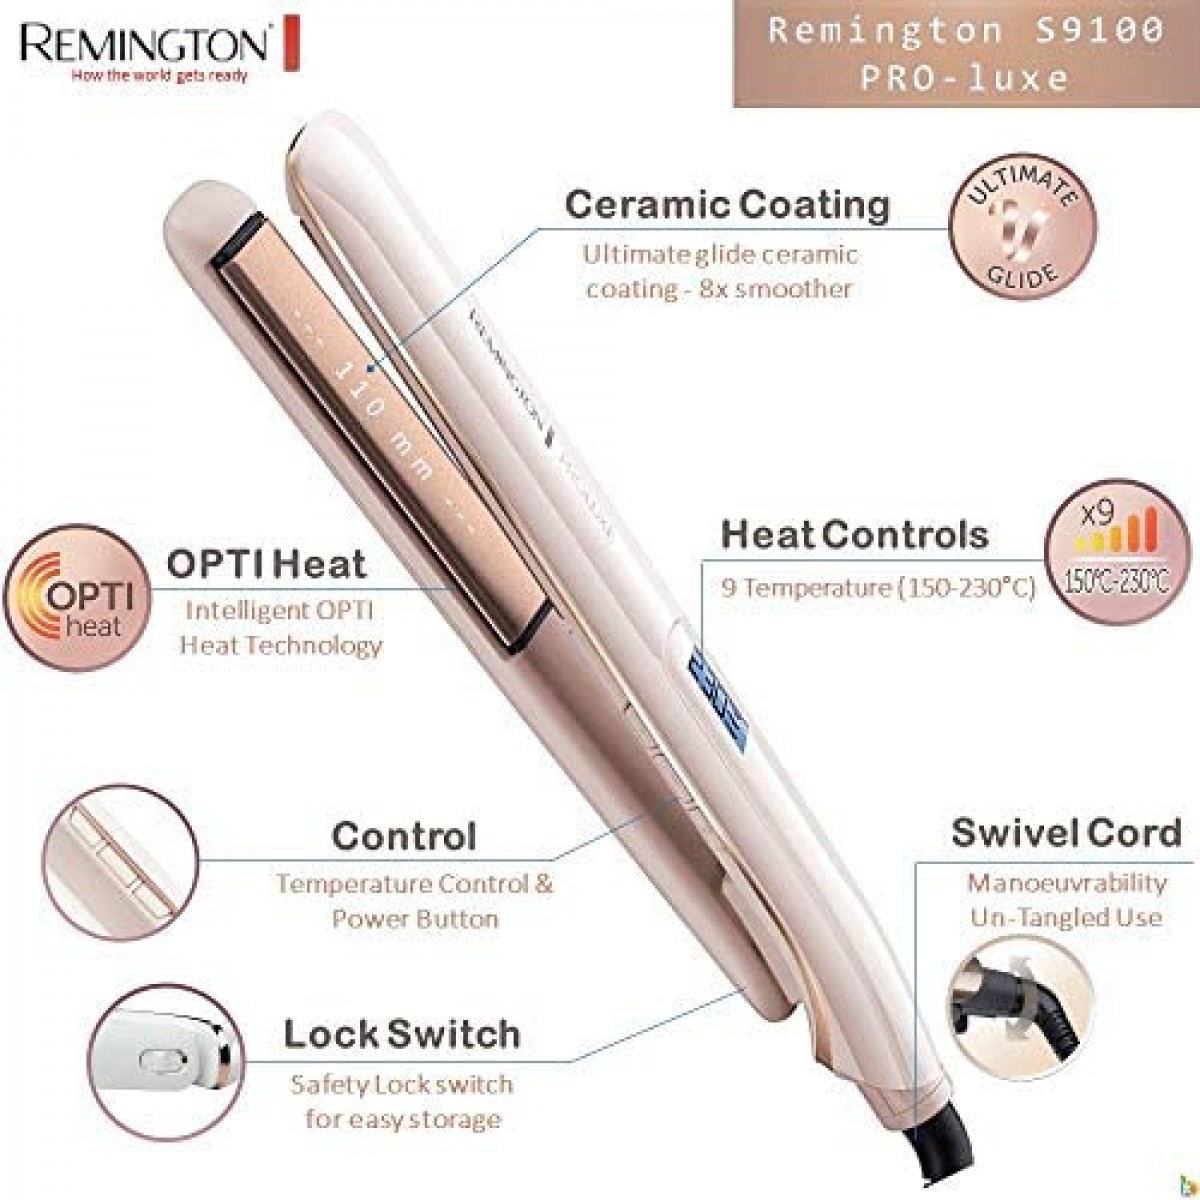 REMINGTON
How the world gets ready
Remington S9100
PRO-luxe
Ceramic Coating
Ultimate glide ceramic
coating - 8x smoother
ULTIMATE
GLIDE
--- 110 mm ---
REMINGTON
PROLUXE
OPTI
heat
OPTI Heat
Intelligent OPTI
Heat Technology
Heat Controls
9 Temperature (150-230°C)
x9
150°C-230°C
230
Control
Temperature Control &
Power Button
Swivel Cord
Manoeuvrability
Un-Tangled Use
Lock Switch
Safety Lock switch
for easy storage